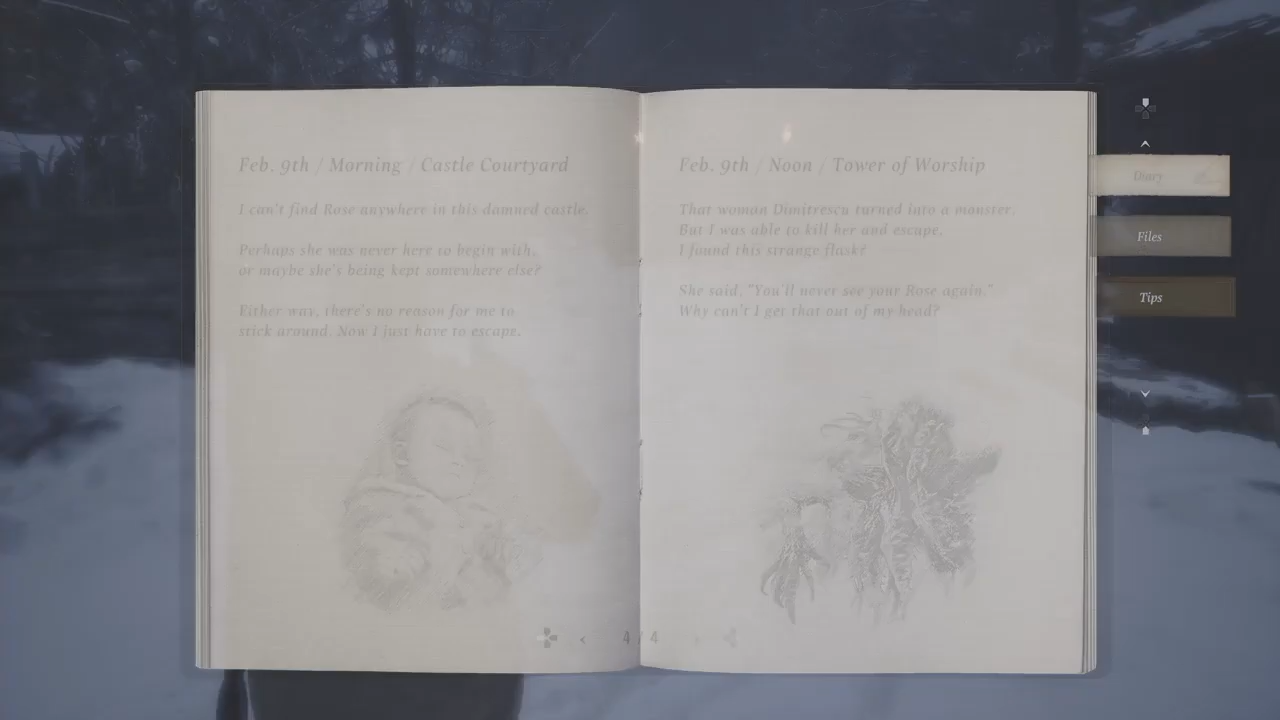 Feb. 9th / Morning / Castle Courtyard
I can't find Rose anywhere in this damned castle.
Perhaps she was never here to begin with,
or maybe she's being kept somewhere else?
Either way, there's no reason for me to
stick around. Now I just have to escape.
Feb. 9th / Noon / Tower of Worship
That woman Dimitrescu turned into a monster.
But I was able to kill her and escape.
I found this strange flask?
She said, "You'll never see your Rose again."
Why can't I get that out of my head?
4/4
Diary
Files
Tips